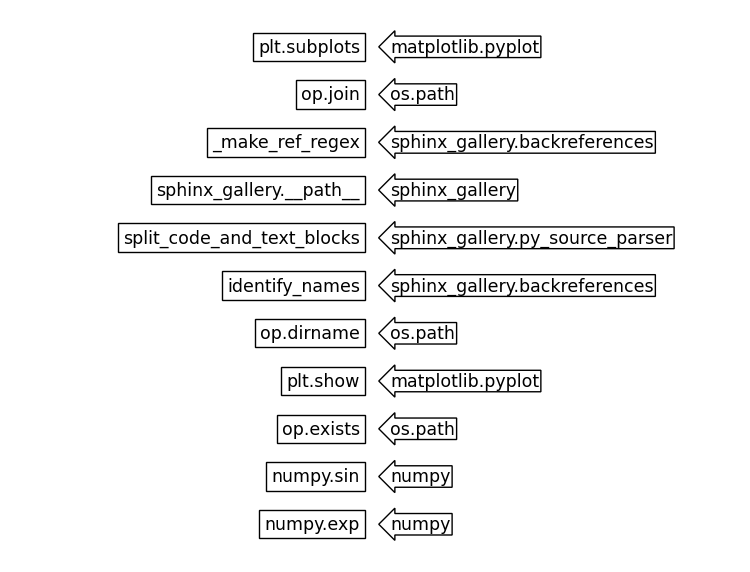 plt.subplots matplotlib.pyplot
op.join os.path
_make_ref_regex sphinx_gallery.backreferences
sphinx_gallery.__path__ sphinx_gallery
split_code_and_text_blocks sphinx_gallery.py_source_parser
identify_names sphinx_gallery.backreferences
op.dirname os.path
plt.show matplotlib.pyplot
op.exists os.path
numpy.sin numpy
numpy.exp numpy